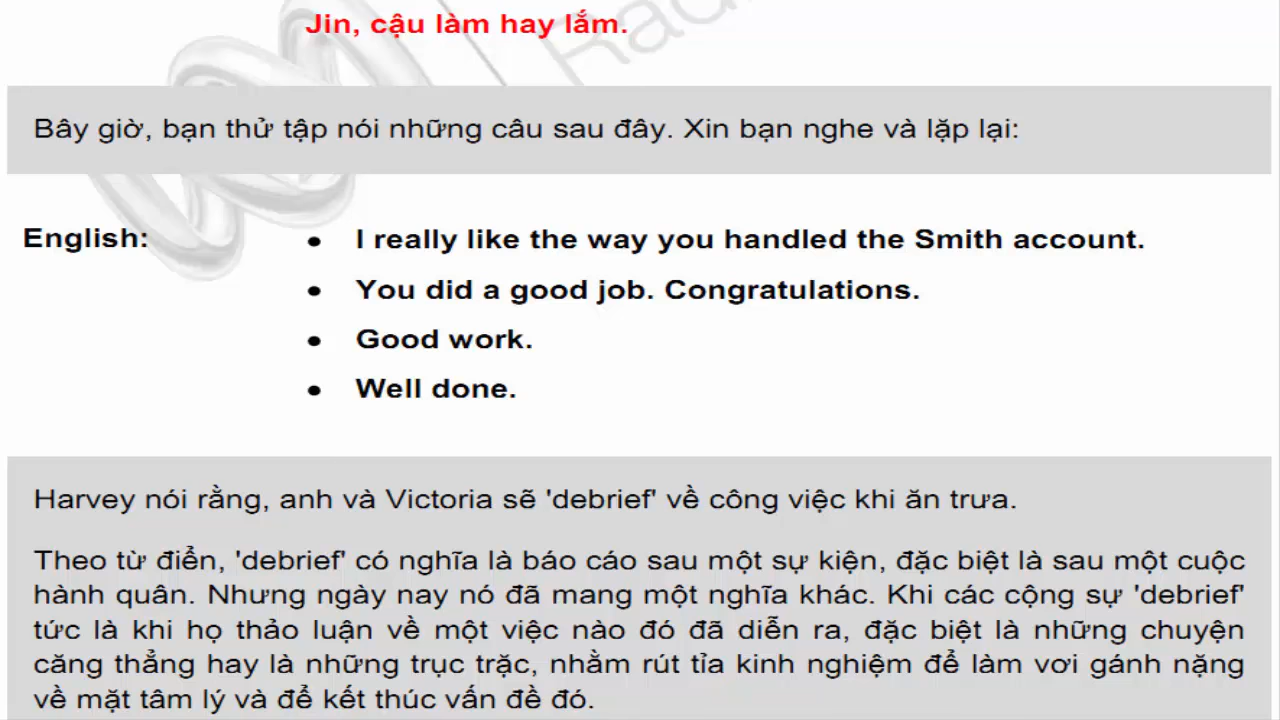 Jin, cậu làm hay lắm.
Bây giờ, bạn thử tập nói những câu sau đây. Xin bạn nghe và lặp lại:
English:
• I really like the way you handled the Smith account.
• You did a good job. Congratulations.
• Good work.
• Well done.
Harvey nói rằng, anh và Victoria sẽ 'debrief' về công việc khi ăn trưa.
Theo từ điển, 'debrief' có nghĩa là báo cáo sau một sự kiện, đặc biệt là sau một cuộc
hành quân. Nhưng ngày nay nó đã mang một nghĩa khác. Khi các cộng sự 'debrief'
tức là khi họ thảo luận về một việc nào đó đã diễn ra, đặc biệt là những chuyện
căng thẳng hay là những trục trặc, nhằm rút tỉa kinh nghiệm để làm vơi gánh nặng
về mặt tâm lý và để kết thúc vấn đề đó.